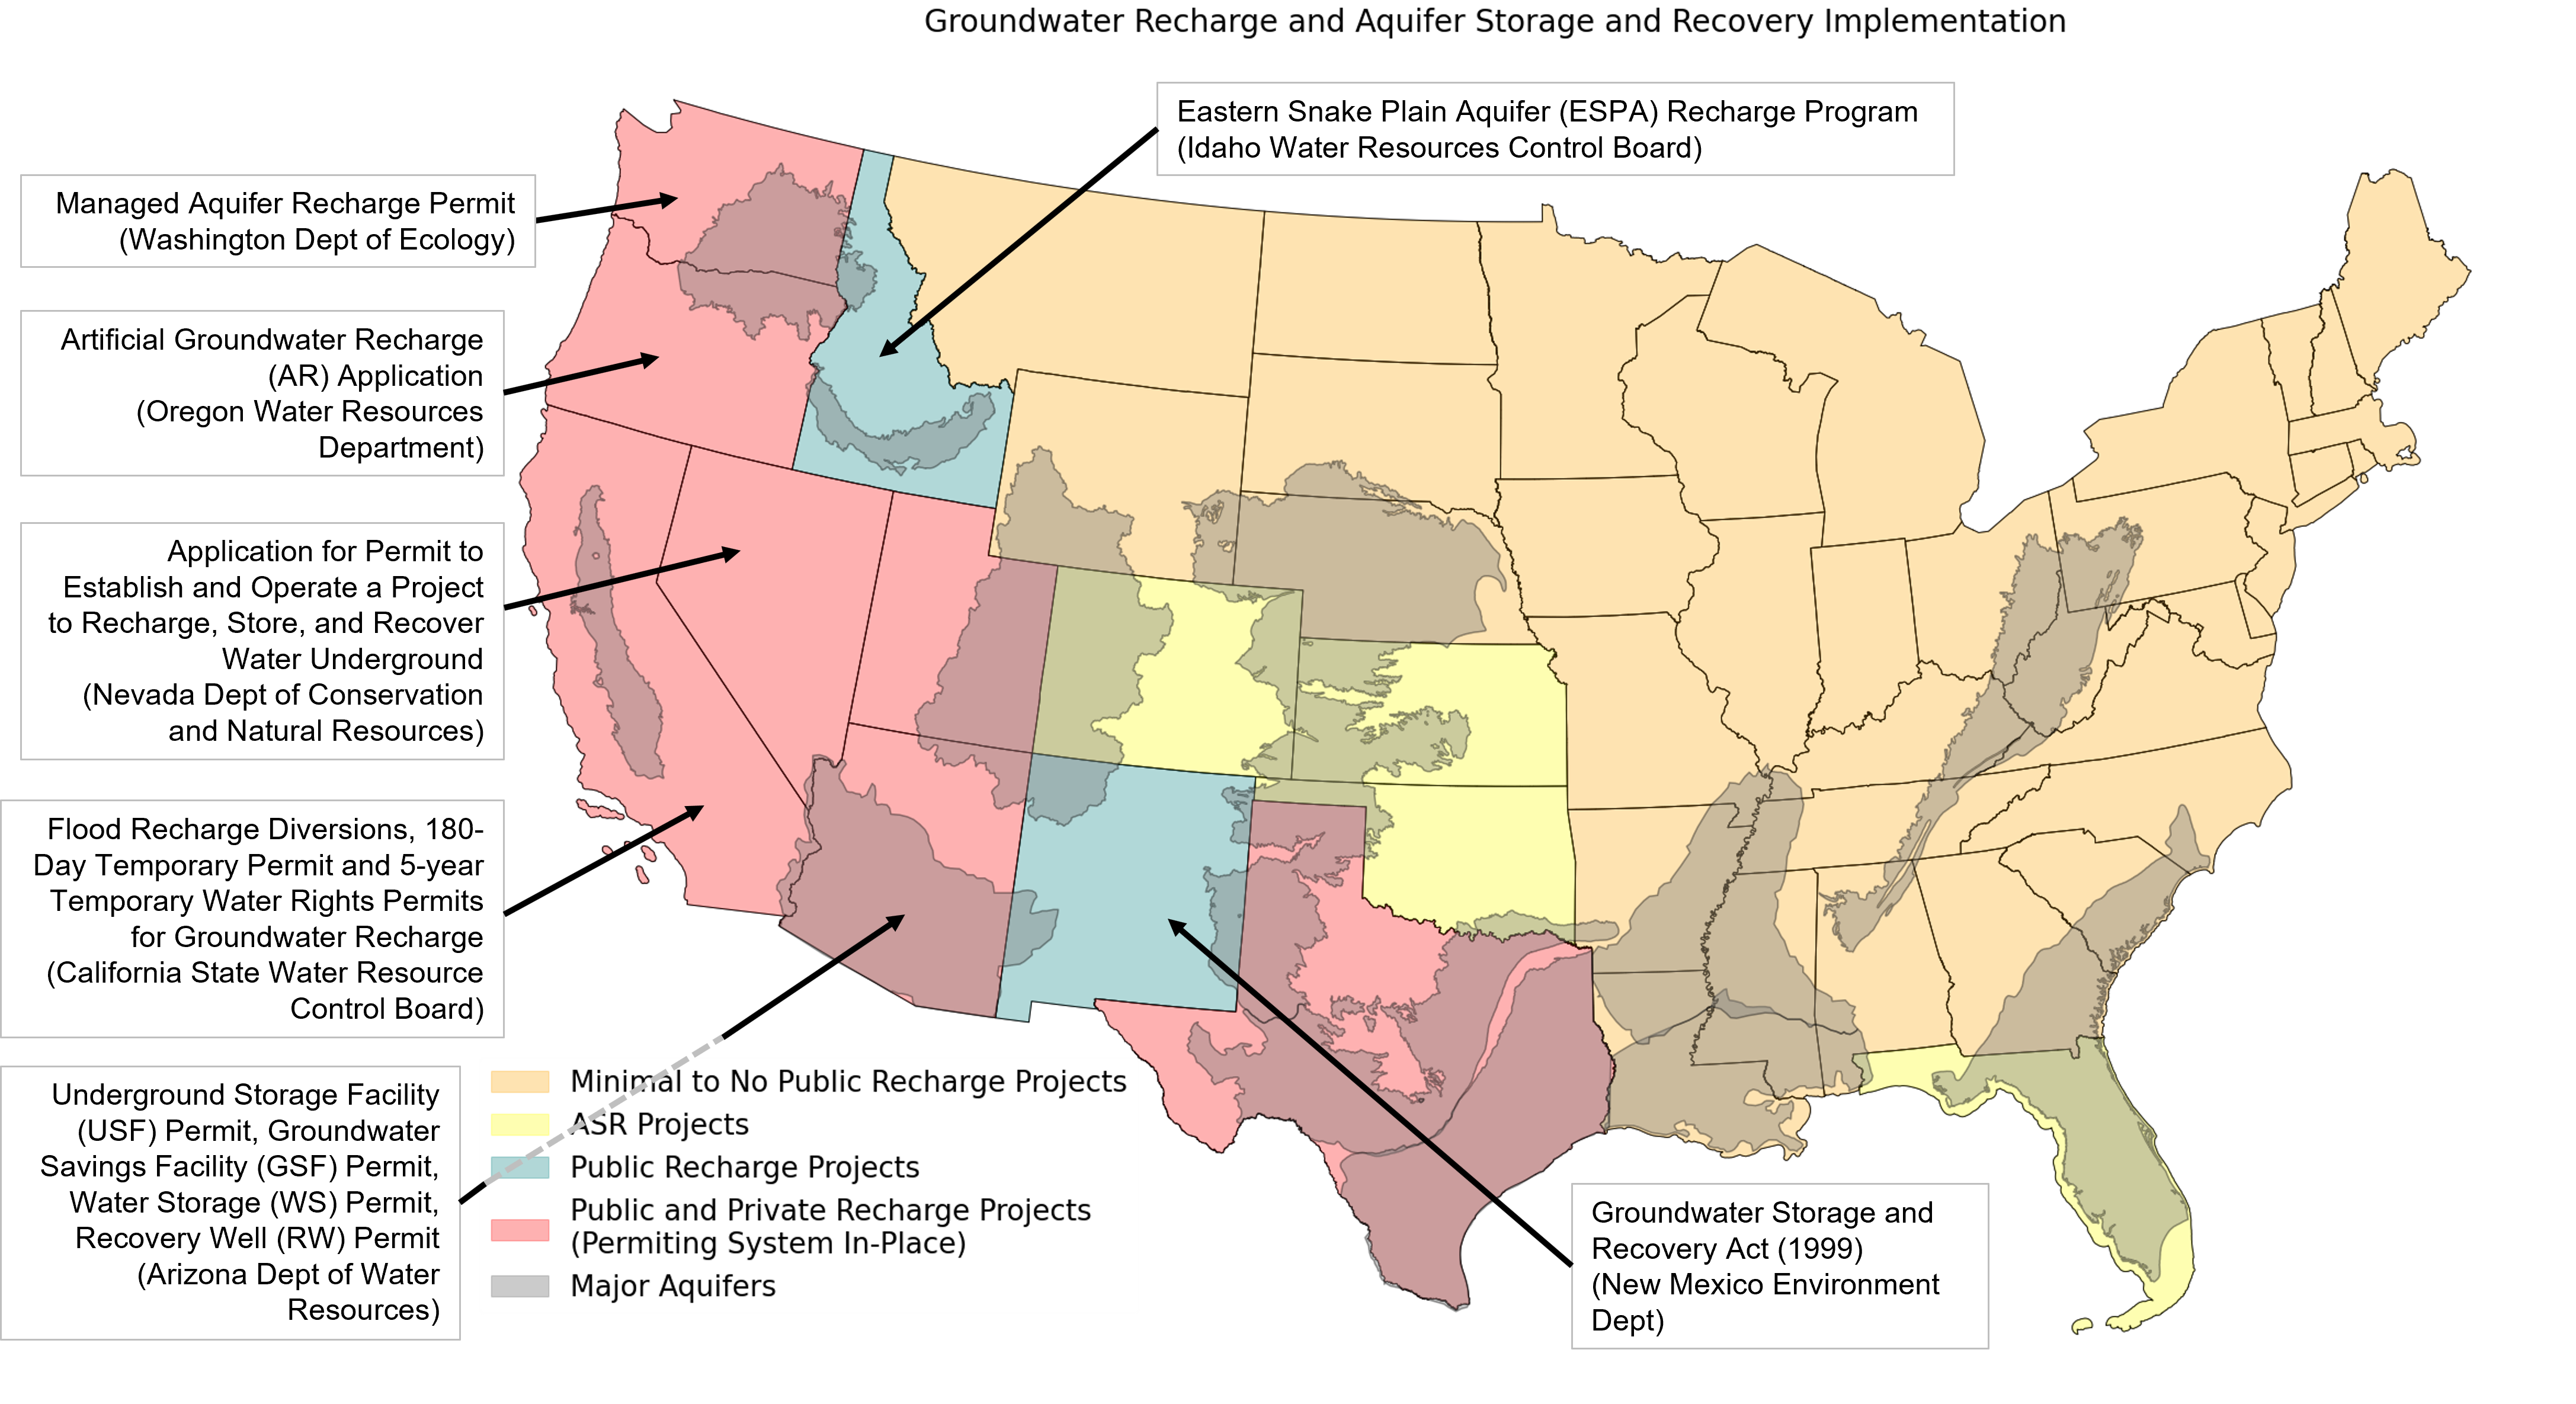 Groundwater Recharge and Aquifer Storage and Recovery Implementation
Eastern Snake Plain Aquifer (ESPA) Recharge Program
(Idaho Water Resources Control Board)
Managed Aquifer Recharge Permit
(Washington Dept of Ecology)
Artificial Groundwater Recharge
(AR) Application
(Oregon Water Resources
Department)
Application for Permit to
Establish and Operate a Project
to Recharge, Store, and Recover
Water Underground
(Nevada Dept of Conservation
and Natural Resources)
Flood Recharge Diversions, 180-
Day Temporary Permit and 5-year
Temporary Water Rights Permits
for Groundwater Recharge
(California State Water Resource
Control Board)
Underground Storage Facility
(USF) Permit, Groundwater
Savings Facility (GSF) Permit,
Water Storage (WS) Permit,
Recovery Well (RW) Permit
(Arizona Dept of Water
Resources)
Minimal to No Public Recharge Projects
ASR Projects
Public Recharge Projects
Public and Private Recharge Projects
(Permiting System In-Place)
Major Aquifers
Groundwater Storage and
Recovery Act (1999)
(New Mexico Environment
Dept)